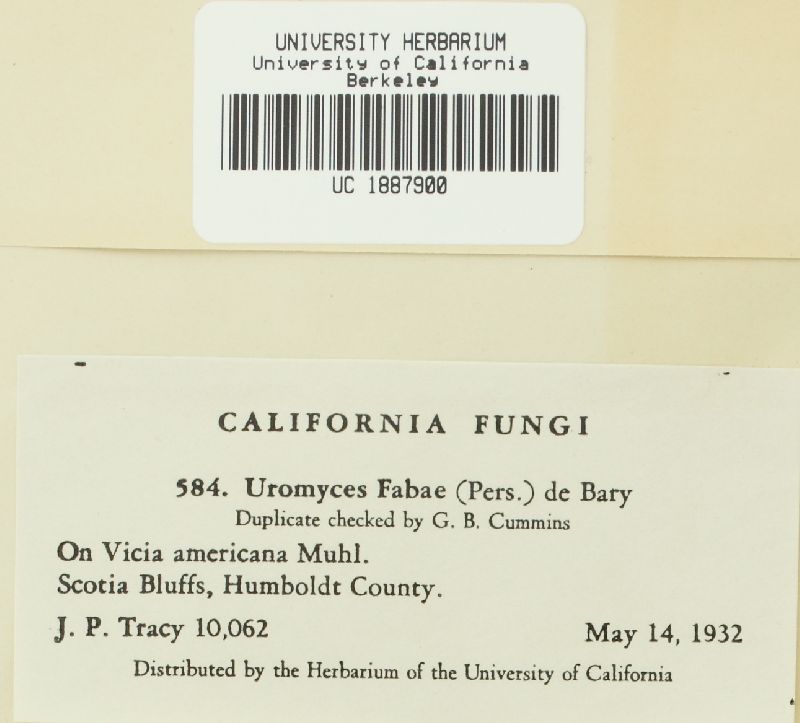 UNIVERSITY HERBARIUM
University of California
Berkeley
UC 1887900
CALIFORNIA FUNGI
584. Uromyces Fabae (Pers.) de Bary
Duplicate checked by G. B. Cummins
On Vicia americana Muhl.
Scotia Bluffs, Humboldt County.
J. P. Tracy 10,062 May 14, 1932
Distributed by the Herbarium of the University of California